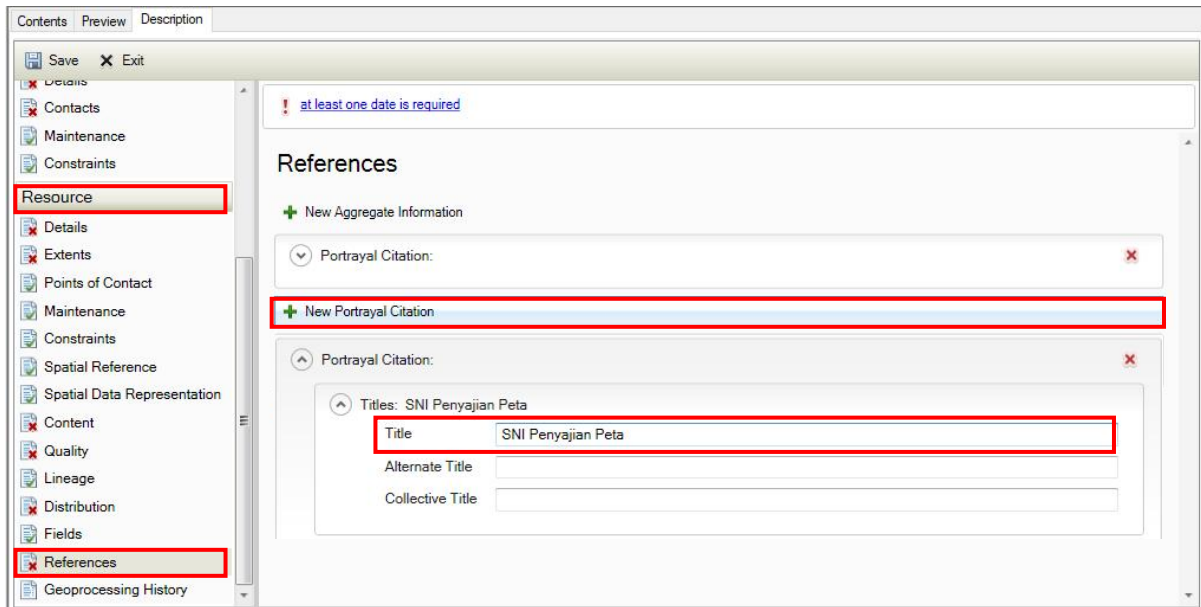 Contents Preview Description
Save Exit
Details
Contacts
Maintenance
Constraints
Resource
Details
Extents
Points of Contact
Maintenance
Constraints
Spatial Reference
Spatial Data Representation
Content
Quality
Lineage
Distribution
Fields
References
Geoprocessing History
at least one date is required
References
New Aggregate Information
Portrayal Citation:
New Portrayal Citation
Portrayal Citation:
Titles: SNI Penyajian Peta
Title SNI Penyajian Peta
Alternate Title
Collective Title